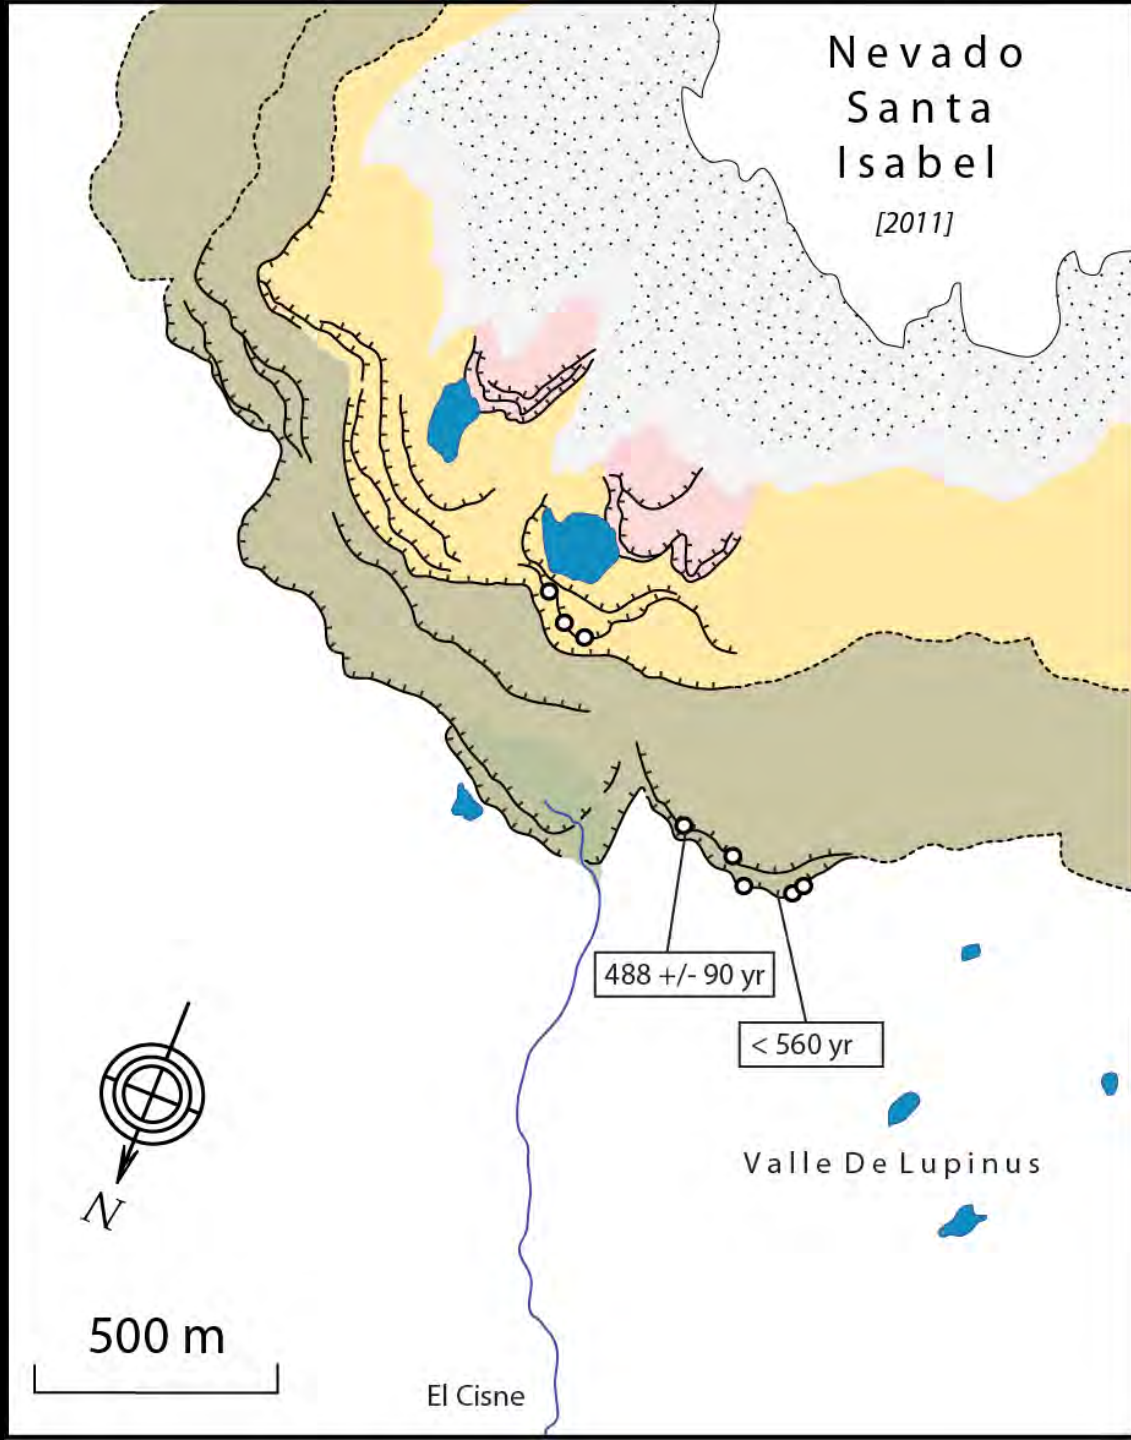 Nevado
Santa
Isabel
[2011]
488 +/- 90 yr
< 560 yr
Valle De Lupinus
N
500 m
El Cisne